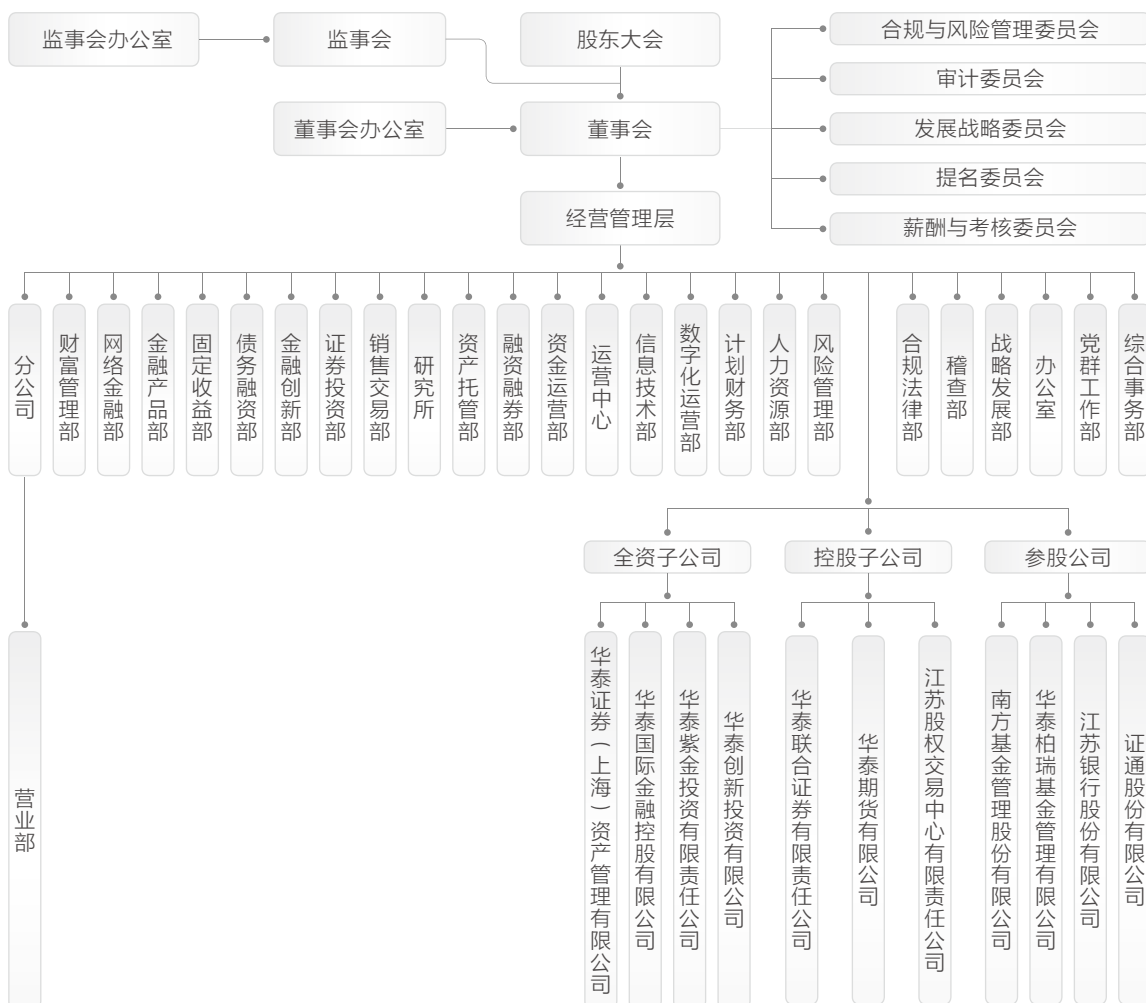 监事会办公室
监事会
股东大会
合规与风险管理委员会
审计委员会
董事会办公室
董事会
发展战略委员会
提名委员会
经营管理层
薪酬与考核委员会
分公司
财富管理部
网络金融部
金融产品部
固定收益部
债务融资部
金融创新部
证券投资部
销售交易部
研究所
资产托管部
融资融券部
资金运营部
运营中心
信息技术部
数字化运营部
计划财务部
人力资源部
风险管理部
合规法律部
稽查部
战略发展部
办公室
党群工作部
综合事务部
全资子公司
控股子公司
参股公司
营业部
华泰证券（上海）资产管理有限公司
华泰国际金融控股有限公司
华泰紫金投资有限责任公司
华泰创新投资有限公司
华泰联合证券有限责任公司
华泰期货有限公司
江苏股权交易中心有限责任公司
南方基金管理股份有限公司
华泰柏瑞基金管理有限公司
江苏银行股份有限公司
证通股份有限公司